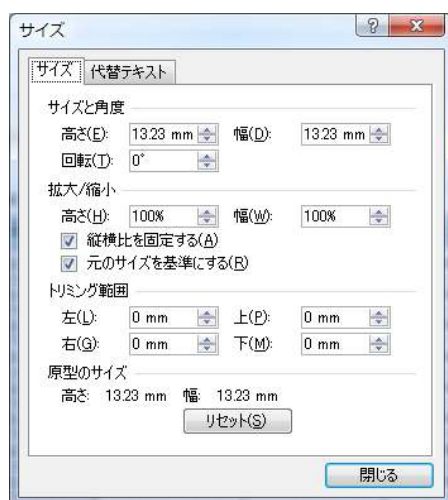 サイズ
サイズ 代替テキスト
サイズと角度
高さ(E): 13.23 mm 幅(D): 13.23 mm
回転(T): 0°
拡大/縮小
高さ(H): 100% 幅(W): 100%
縦横比を固定する(A)
元のサイズを基準にする(R)
トリミング範囲
左(L): 0 mm 上(P): 0 mm
右(G): 0 mm 下(M): 0 mm
原型のサイズ
高さ: 13.23 mm 幅: 13.23 mm
リセット(S)
閉じる